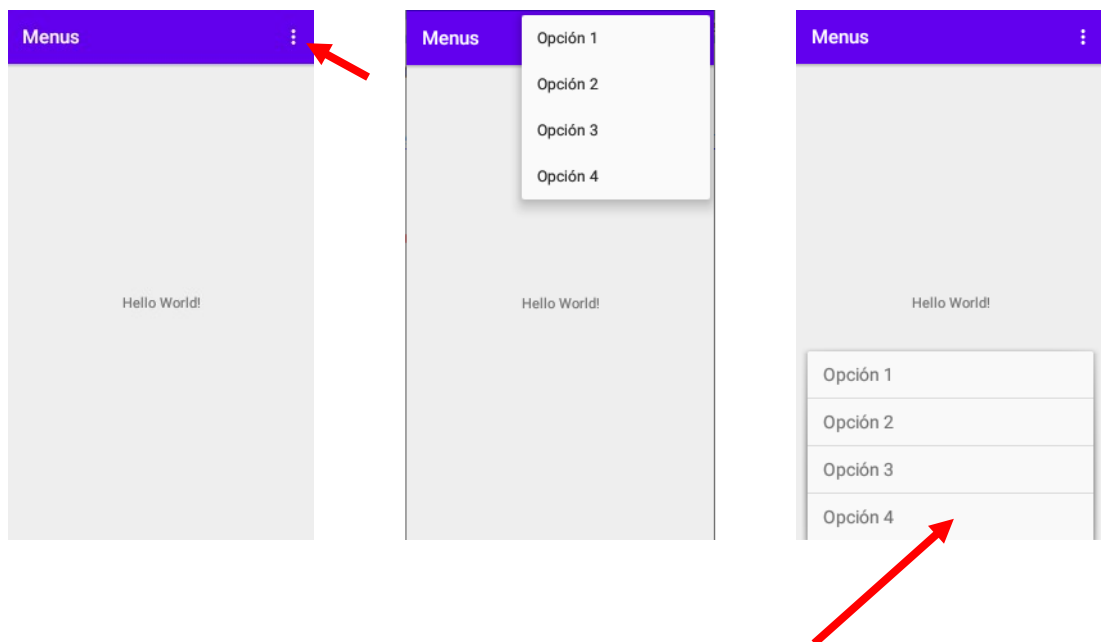 Menus
Hello World!
Menus
Opción 1
Opción 2
Opción 3
Opción 4
Hello World!
Menus
Hello World!
Opción 1
Opción 2
Opción 3
Opción 4